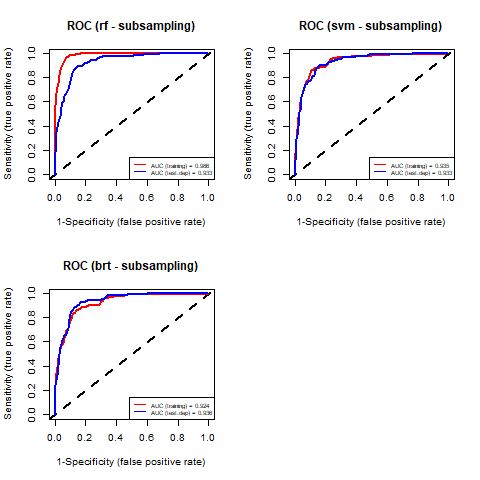 ROC (rf - subsampling)
Sensitivity (true positive rate)
0.0 0.2 0.4 0.6 0.8 1.0
AUC (training) = 0.986
AUC (test.dep) = 0.933
0.0 0.2 0.4 0.6 0.8 1.0
1-Specificity (false positive rate)
ROC (svm - subsampling)
Sensitivity (true positive rate)
0.0 0.2 0.4 0.6 0.8 1.0
AUC (training) = 0.935
AUC (test.dep) = 0.933
0.0 0.2 0.4 0.6 0.8 1.0
1-Specificity (false positive rate)
ROC (brt - subsampling)
Sensitivity (true positive rate)
0.0 0.2 0.4 0.6 0.8 1.0
AUC (training) = 0.924
AUC (test.dep) = 0.936
0.0 0.2 0.4 0.6 0.8 1.0
1-Specificity (false positive rate)